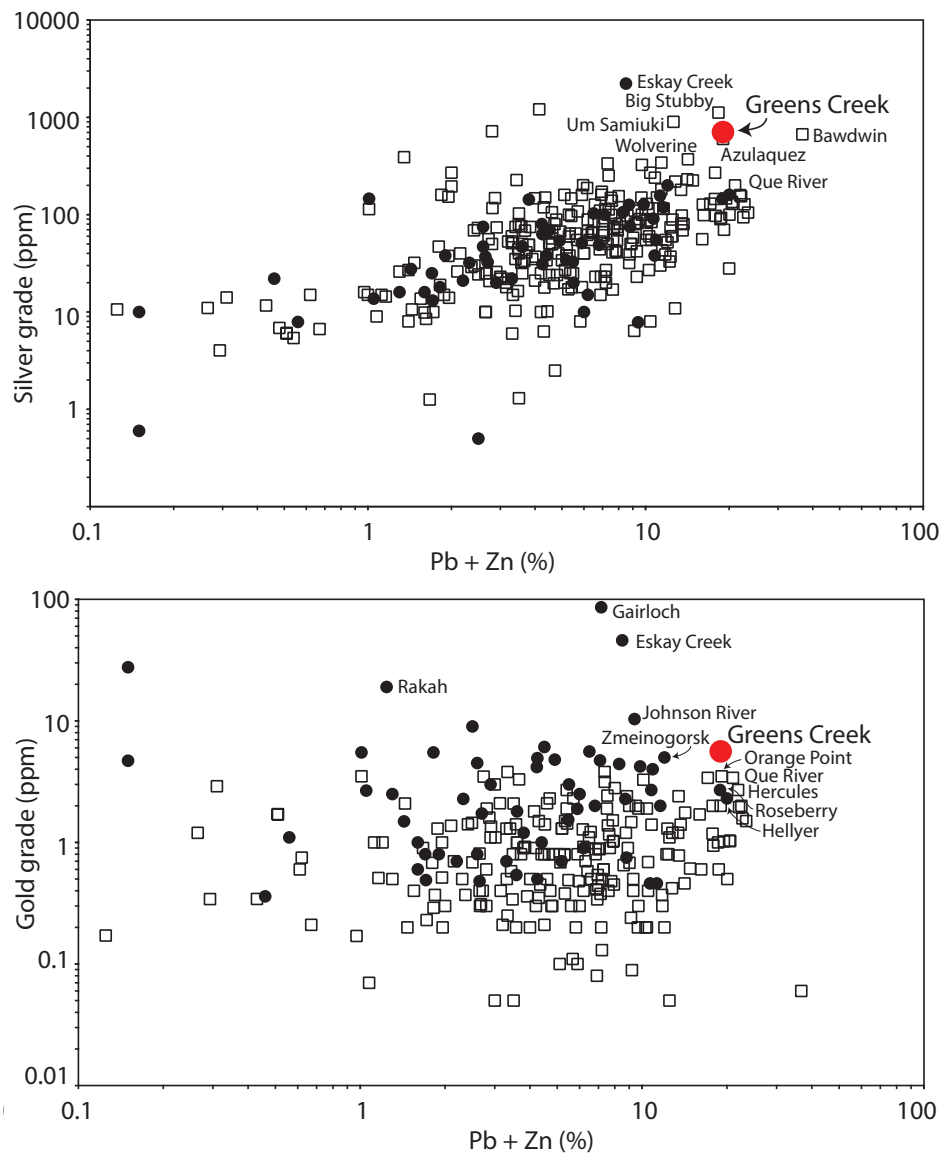 10000
Eskay Creek
Big Stubby
Greens Creek
1000
Um Samiuki
Bawdwin
Wolverine
Azulaquez
Que River
100
10
1
Silver grade (ppm)
0.1
1
10
100
Pb + Zn (%)
100
Gairloch
Eskay Creek
Rakah
Johnson River
10
Zmeinogorsk
Greens Creek
Orange Point
Que River
Hercules
Roseberry
Hellyer
1
0.1
0.01
Gold grade (ppm)
0.1
1
10
100
Pb + Zn (%)